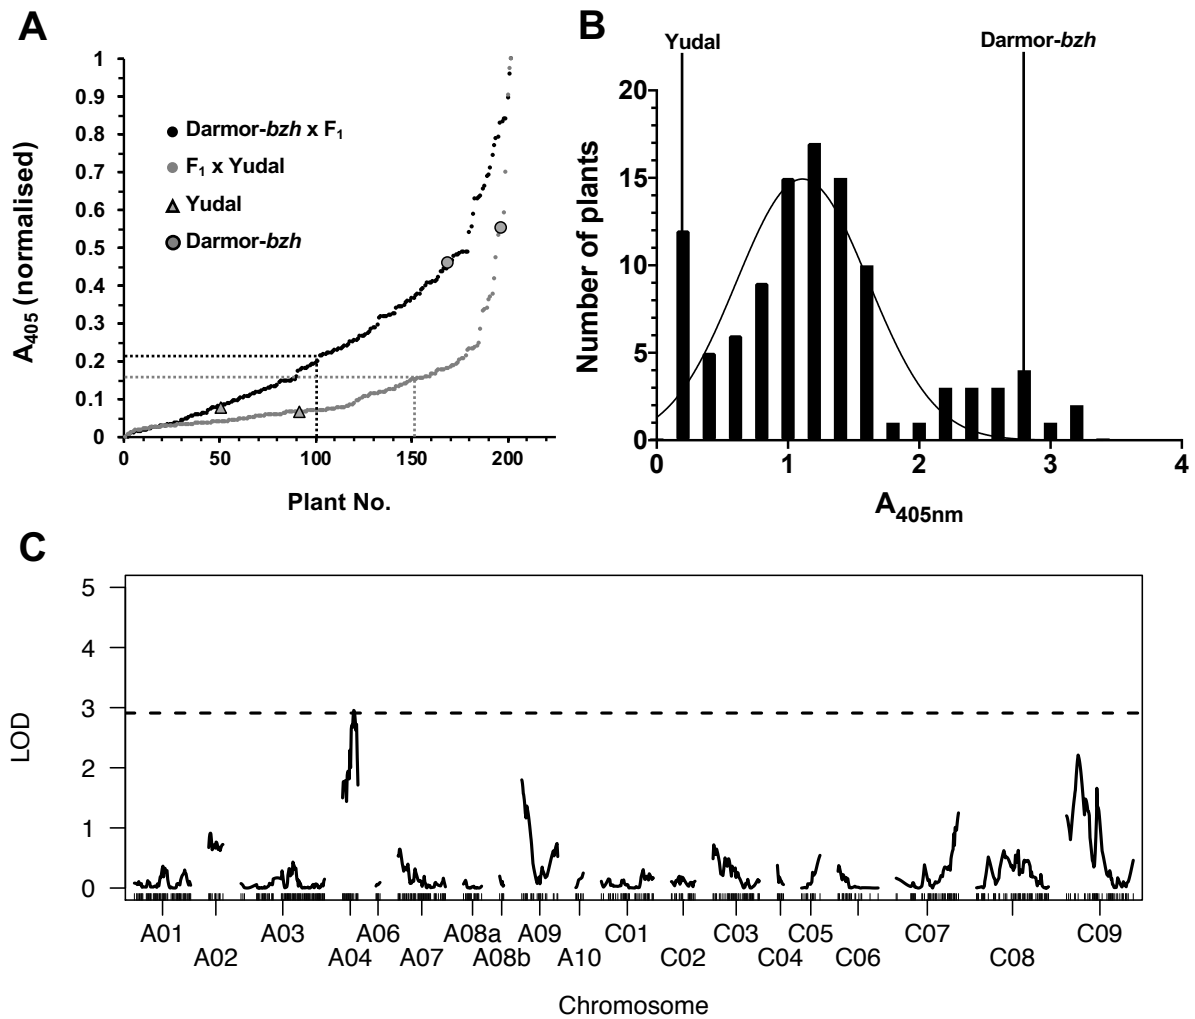 A
A405 (normalised)
1
0.9
0.8
0.7
0.6
0.5
0.4
0.3
0.2
0.1
0
Darmor-bzh x F1
F1 x Yudal
Yudal
Darmor-bzh
0 50 100 150 200
Plant No.
B
Yudal Darmor-bzh
Number of plants
20
15
10
5
0
0 1 2 3 4
A405nm
C
LOD
5
4
3
2
1
0
A01 A03 A06 A08a A09 C01 C03 C05 C07 C09
A02 A04 A07 A08b A10 C02 C04 C06 C08
Chromosome